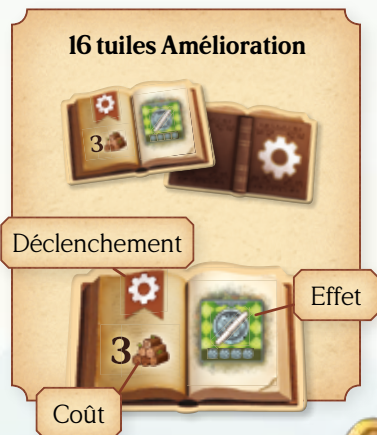 16 tuiles Amélioration
3
Déclenchement
Effet
3
Coût